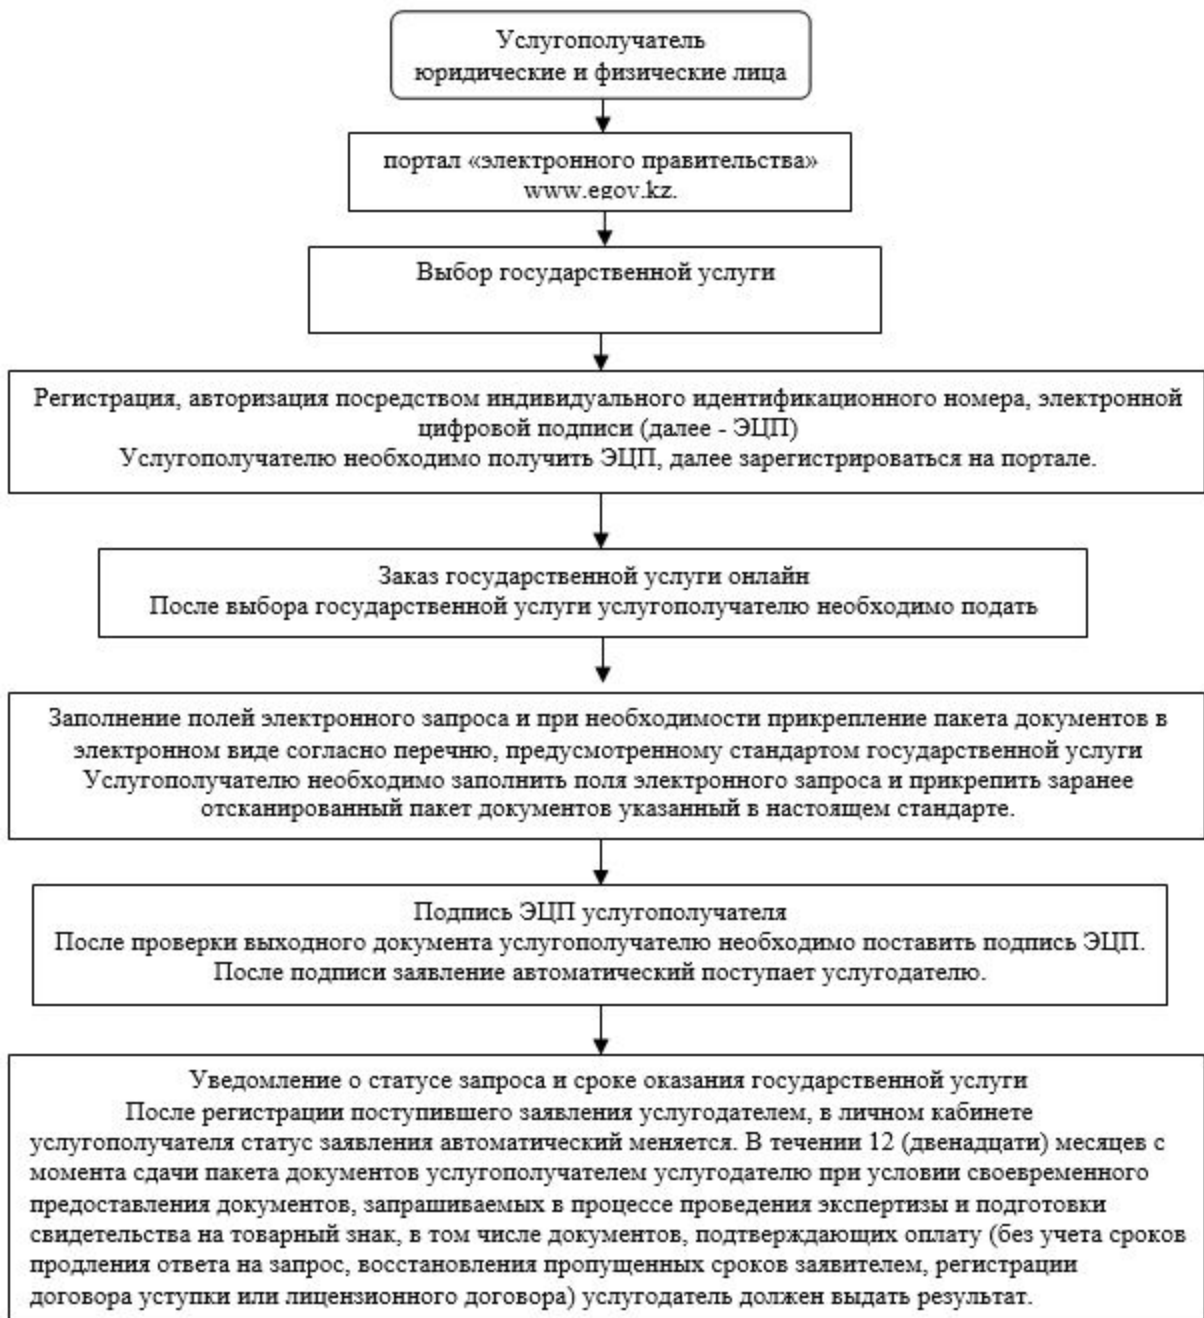 Услугополучатель
юридические и физические лица
портал «электронного правительства»
www.egov.kz.
Выбор государственной услуги
Регистрация, авторизация посредством индивидуального идентификационного номера, электронной
цифровой подписи (далее - ЭЦП)
Услугополучателю необходимо получить ЭЦП, далее зарегистрироваться на портале.
Заказ государственной услуги онлайн
После выбора государственной услуги услугополучателю необходимо подать
Заполнение полей электронного запроса и при необходимости прикрепление пакета документов в
электронном виде согласно перечню, предусмотренному стандартом государственной услуги
Услугополучателю необходимо заполнить поля электронного запроса и прикрепить заранее
отсканированный пакет документов указанный в настоящем стандарте.
Подпись ЭЦП услугополучателя
После проверки выходного документа услугополучателю необходимо поставить подпись ЭЦП.
После подписи заявление автоматический поступает услугодателю.
Уведомление о статусе запроса и сроке оказания государственной услуги
После регистрации поступившего заявления услугодателем, в личном кабинете
услугополучателя статус заявления автоматический меняется. В течении 12 (двенадцати) месяцев с
момента сдачи пакета документов услугополучателем услугодателю при условии своевременного
предоставления документов, запрашиваемых в процессе проведения экспертизы и подготовки
свидетельства на товарный знак, в том числе документов, подтверждающих оплату (без учета сроков
продления ответа на запрос, восстановления пропущенных сроков заявителем, регистрации
договора уступки или лицензионного договора) услугодатель должен выдать результат.